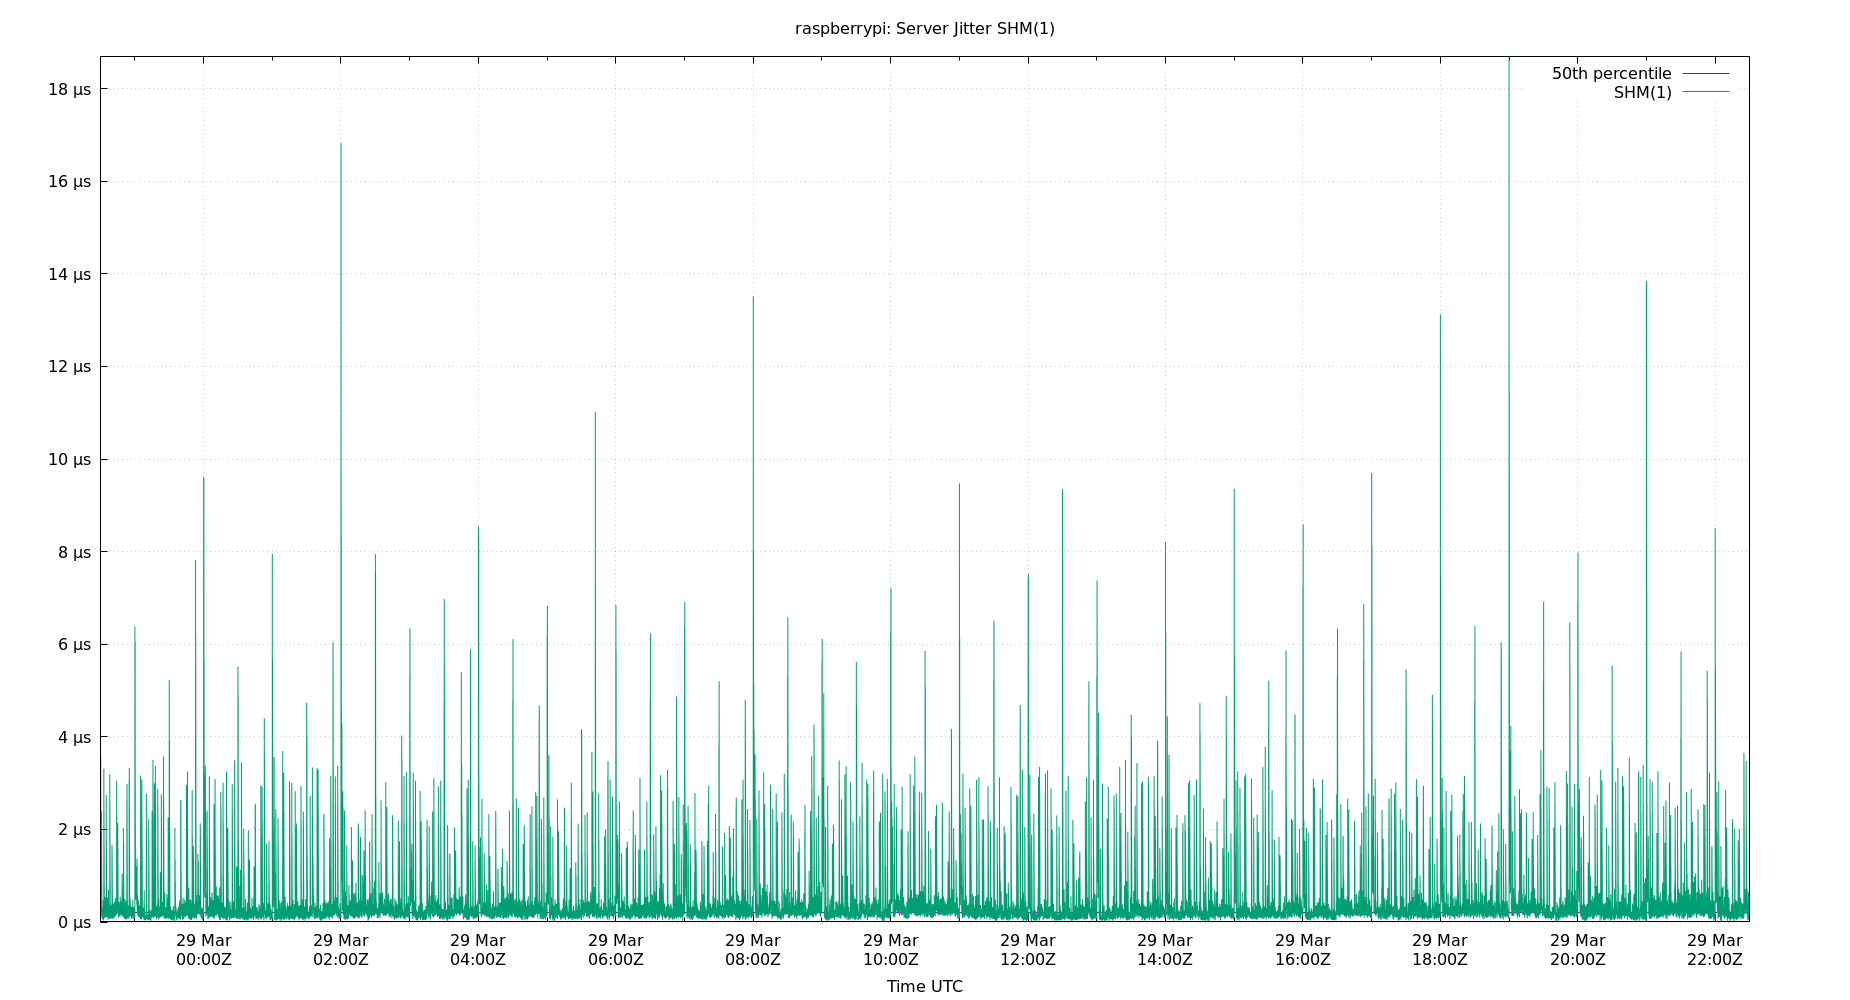 raspberrypi: Server Jitter SHM(1)
50th percentile
SHM(1)
18 µs
16 µs
14 µs
12 µs
10 µs
8 µs
6 µs
4 µs
2 µs
0 µs
29 Mar 29 Mar 29 Mar 29 Mar 29 Mar 29 Mar 29 Mar 29 Mar 29 Mar 29 Mar 29 Mar 29 Mar
00:00Z 02:00Z 04:00Z 06:00Z 08:00Z 10:00Z 12:00Z 14:00Z 16:00Z 18:00Z 20:00Z 22:00Z
Time UTC